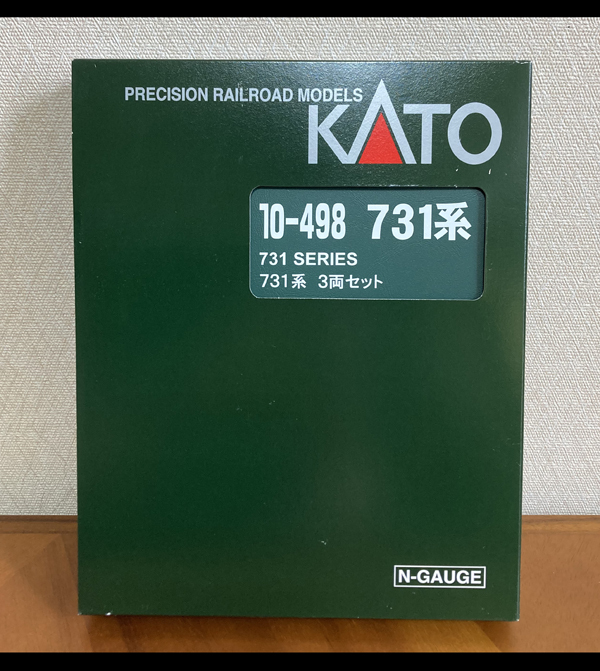 PRECISION RAILROAD MODELS
KATO
10-498 731系
731 SERIES
731系 3両セット
N-GAUGE